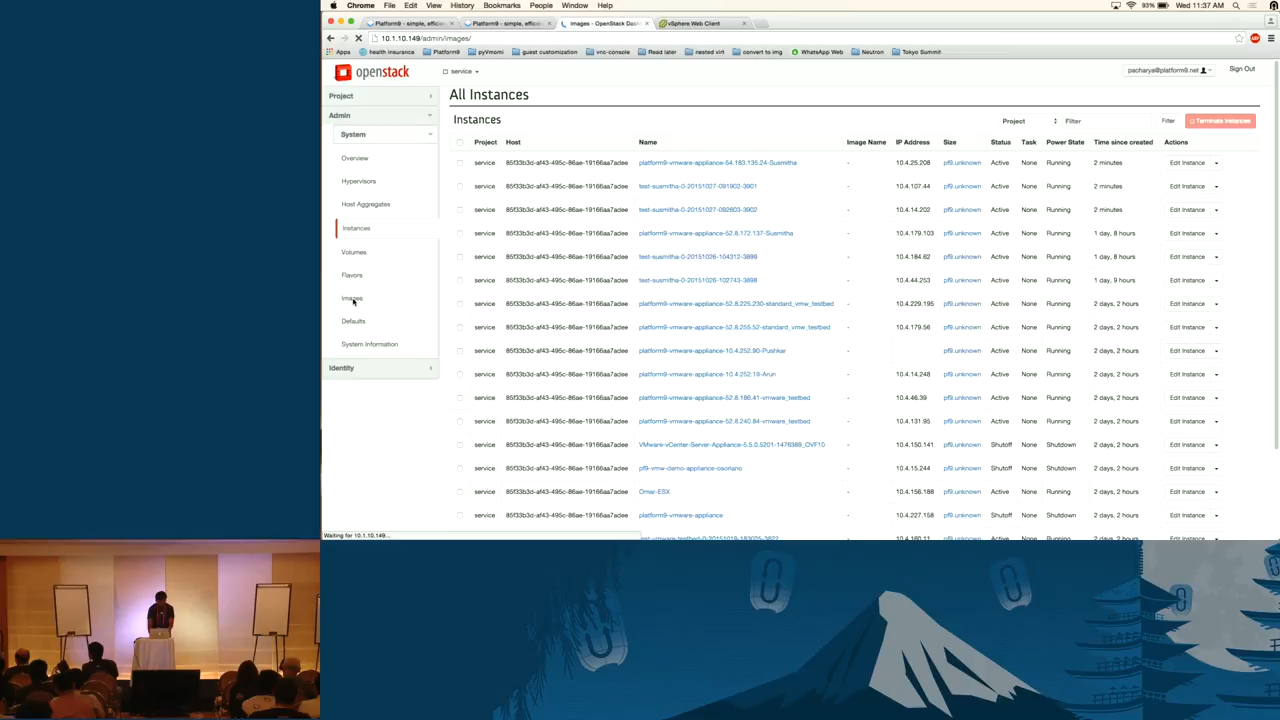 Chrome File Edit View History Bookmarks People Window Help 93% Wed 11:37 AM
Platform9 - simple, efficien Platform9 - simple, efficie Images - OpenStack Dash vSphere Web Client
10.1.10.149/admin/images/
Apps health insurance Platform9 pyVmomi guest customization vnc-console Read later nested virt convert to img WhatsApp Web Neutron Tokyo Summit
openstack service pacharya@platform9.net Sign Out
Project
Admin
System
Overview
Hypervisors
Host Aggregates
Instances
Volumes
Flavors
Images
Defaults
System Information
Identity
All Instances
Instances Project Filter Filter Terminate Instances
Project Host Name Image Name IP Address Size Status Task Power State Time since created Actions
service 85f33b3d-af43-495c-86ae-19166aa7adee platform9-vmware-appliance-54.183.135.24-Susmitha - 10.4.25.208 pf9.unknown Active None Running 2 minutes Edit Instance
service 85f33b3d-af43-495c-86ae-19166aa7adee test-susmitha-0-20151027-091902-3901 - 10.4.107.44 pf9.unknown Active None Running 2 minutes Edit Instance
service 85f33b3d-af43-495c-86ae-19166aa7adee test-susmitha-0-20151027-092603-3902 - 10.4.14.202 pf9.unknown Active None Running 2 minutes Edit Instance
service 85f33b3d-af43-495c-86ae-19166aa7adee platform9-vmware-appliance-52.8.172.137-Susmitha - 10.4.179.103 pf9.unknown Active None Running 1 day, 8 hours Edit Instance
service 85f33b3d-af43-495c-86ae-19166aa7adee test-susmitha-0-20151026-104312-3899 - 10.4.184.62 pf9.unknown Active None Running 1 day, 8 hours Edit Instance
service 85f33b3d-af43-495c-86ae-19166aa7adee test-susmitha-0-20151026-102743-3898 - 10.4.44.253 pf9.unknown Active None Running 1 day, 9 hours Edit Instance
service 85f33b3d-af43-495c-86ae-19166aa7adee platform9-vmware-appliance-52.8.225.230-standard_vmw_testbed - 10.4.229.195 pf9.unknown Active None Running 2 days, 2 hours Edit Instance
service 85f33b3d-af43-495c-86ae-19166aa7adee platform9-vmware-appliance-52.8.255.52-standard_vmw_testbed - 10.4.179.56 pf9.unknown Active None Running 2 days, 2 hours Edit Instance
service 85f33b3d-af43-495c-86ae-19166aa7adee platform9-vmware-appliance-10.4.252.90-Pushkar - pf9.unknown Active None Running 2 days, 2 hours Edit Instance
service 85f33b3d-af43-495c-86ae-19166aa7adee platform9-vmware-appliance-10.4.252.19-Arun - 10.4.14.248 pf9.unknown Active None Running 2 days, 2 hours Edit Instance
service 85f33b3d-af43-495c-86ae-19166aa7adee platform9-vmware-appliance-52.8.186.41-vmware_testbed - 10.4.46.39 pf9.unknown Active None Running 2 days, 2 hours Edit Instance
service 85f33b3d-af43-495c-86ae-19166aa7adee platform9-vmware-appliance-52.8.240.84-vmware_testbed - 10.4.131.95 pf9.unknown Active None Running 2 days, 2 hours Edit Instance
service 85f33b3d-af43-495c-86ae-19166aa7adee VMware-vCenter-Server-Appliance-5.5.0.5201-1476389_OVF10 - 10.4.150.141 pf9.unknown Shutoff None Shutdown 2 days, 2 hours Edit Instance
service 85f33b3d-af43-495c-86ae-19166aa7adee pf9-vmw-demo-appliance-osoriano - 10.4.15.244 pf9.unknown Shutoff None Shutdown 2 days, 2 hours Edit Instance
service 85f33b3d-af43-495c-86ae-19166aa7adee Omar-ESX - 10.4.156.188 pf9.unknown Active None Running 2 days, 2 hours Edit Instance
service 85f33b3d-af43-495c-86ae-19166aa7adee platform9-vmware-appliance - 10.4.227.158 pf9.unknown Shutoff None Shutdown 2 days, 2 hours Edit Instance
Waiting for 10.1.10.149...